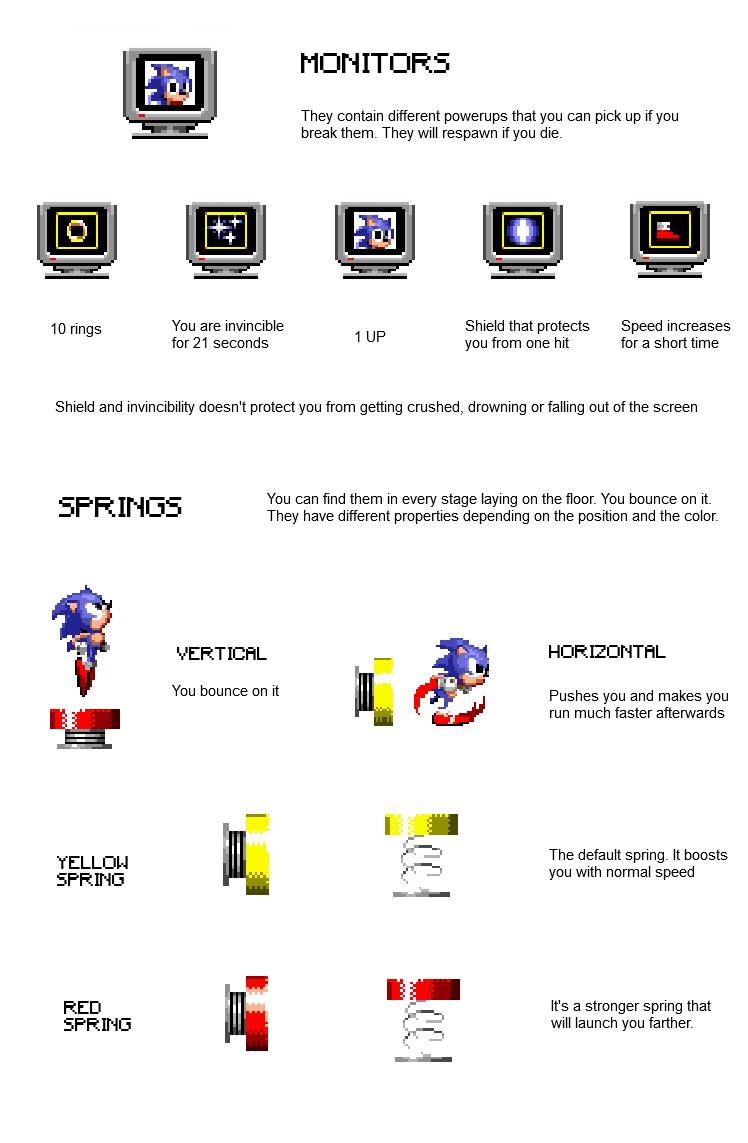 MONITORS
They contain different powerups that you can pick up if you
break them. They will respawn if you die.
10 rings
You are invincible
for 21 seconds
1 UP
Shield that protects
you from one hit
Speed increases
for a short time
Shield and invincibility doesn't protect you from getting crushed, drowning or falling out of the screen
SPRINGS
You can find them in every stage laying on the floor. You bounce on it.
They have different properties depending on the position and the color.
VERTICAL
You bounce on it
HORIZONTAL
Pushes you and makes you
run much faster afterwards
YELLOW
SPRING
The default spring. It boosts
you with normal speed
RED
SPRING
It's a stronger spring that
will launch you farther.